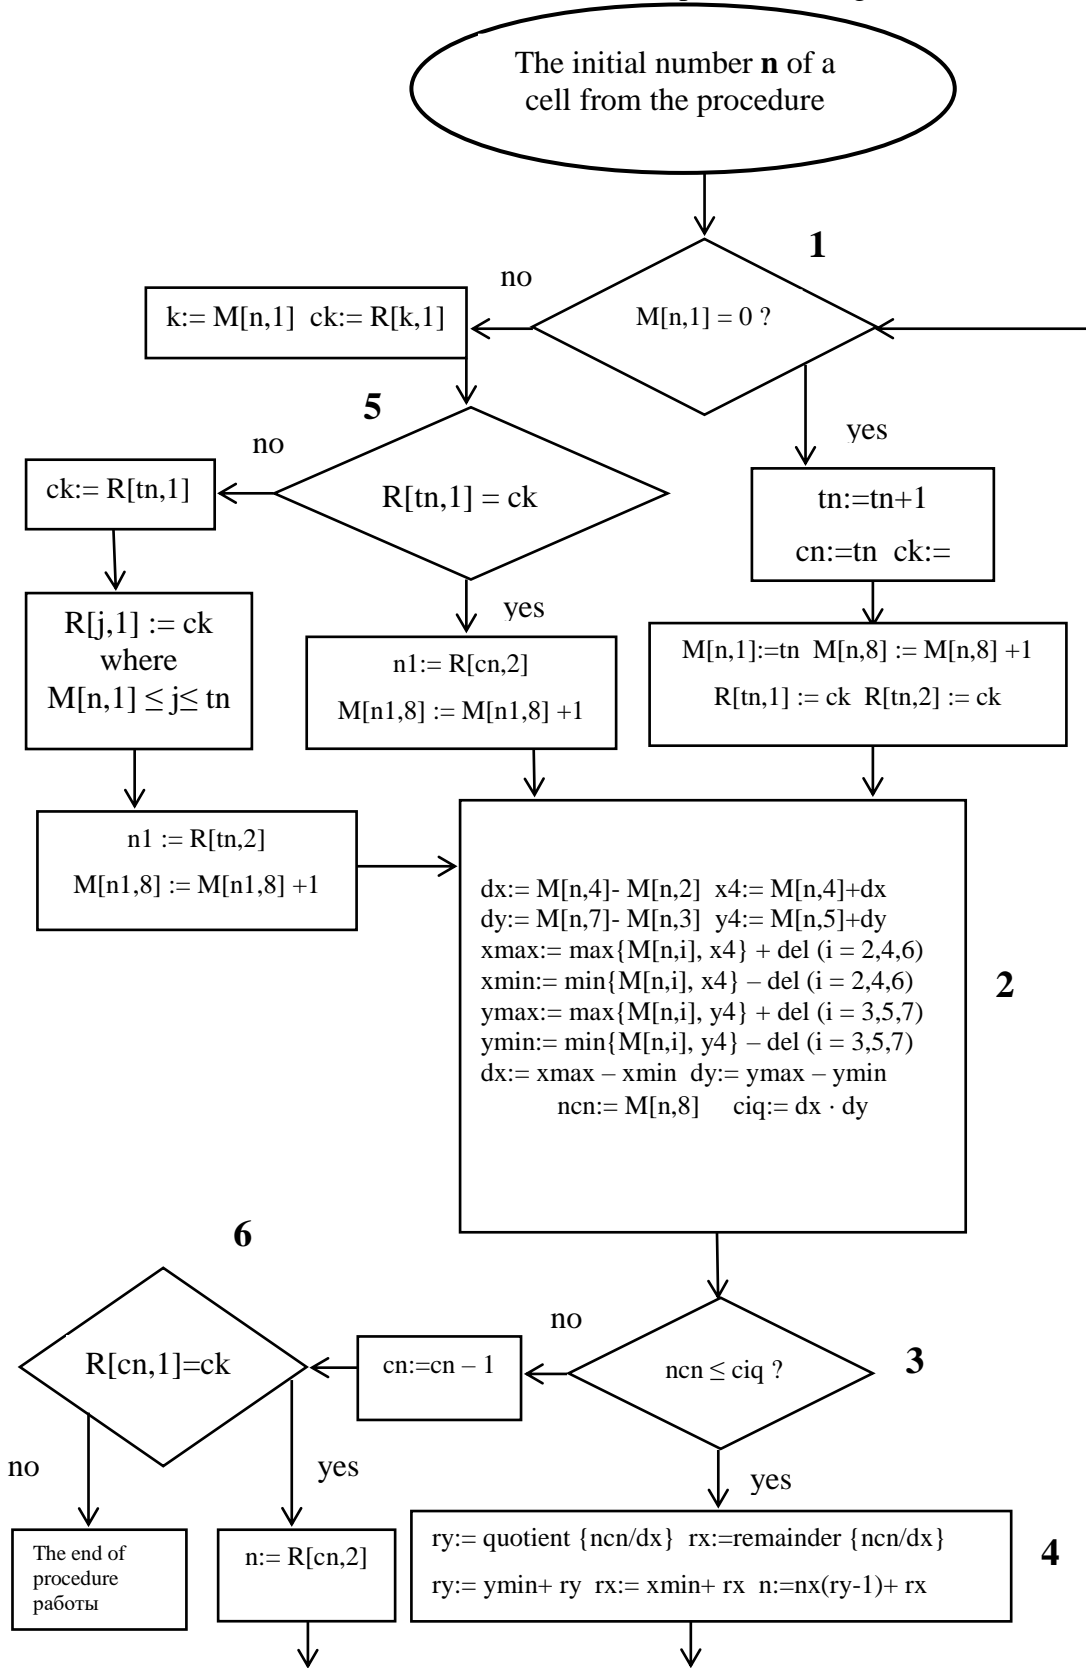 The initial number n of a
cell from the procedure
1
no
M[n,1] = 0 ?
k:= M[n,1] ck:= R[k,1]
5
yes
no
R[tn,1] = ck
ck:= R[tn,1]
tn:=tn+1
cn:=tn ck:=
yes
R[j,1] := ck
where
M[n,1] ≤ j≤ tn
n1:= R[cn,2]
M[n1,8] := M[n1,8] +1
M[n,1]:=tn M[n,8] := M[n,8] +1
R[tn,1] := ck R[tn,2] := ck
n1 := R[tn,2]
M[n1,8] := M[n1,8] +1
dx:= M[n,4]- M[n,2] x4:= M[n,4]+dx
dy:= M[n,7]- M[n,3] y4:= M[n,5]+dy
xmax:= max{M[n,i], x4} + del (i = 2,4,6)
xmin:= min{M[n,i], x4} – del (i = 2,4,6)
ymax:= max{M[n,i], y4} + del (i = 3,5,7)
ymin:= min{M[n,i], y4} – del (i = 3,5,7)
dx:= xmax – xmin dy:= ymax – ymin
ncn:= M[n,8] ciq:= dx · dy
2
6
no
R[cn,1]=ck
cn:=cn – 1
ncn ≤ ciq ?
3
no
yes
yes
The end of
procedure
работы
n:= R[cn,2]
ry:= quotient {ncn/dx} rx:=remainder {ncn/dx}
ry:= ymin+ ry rx:= xmin+ rx n:=nx(ry-1)+ rx
4